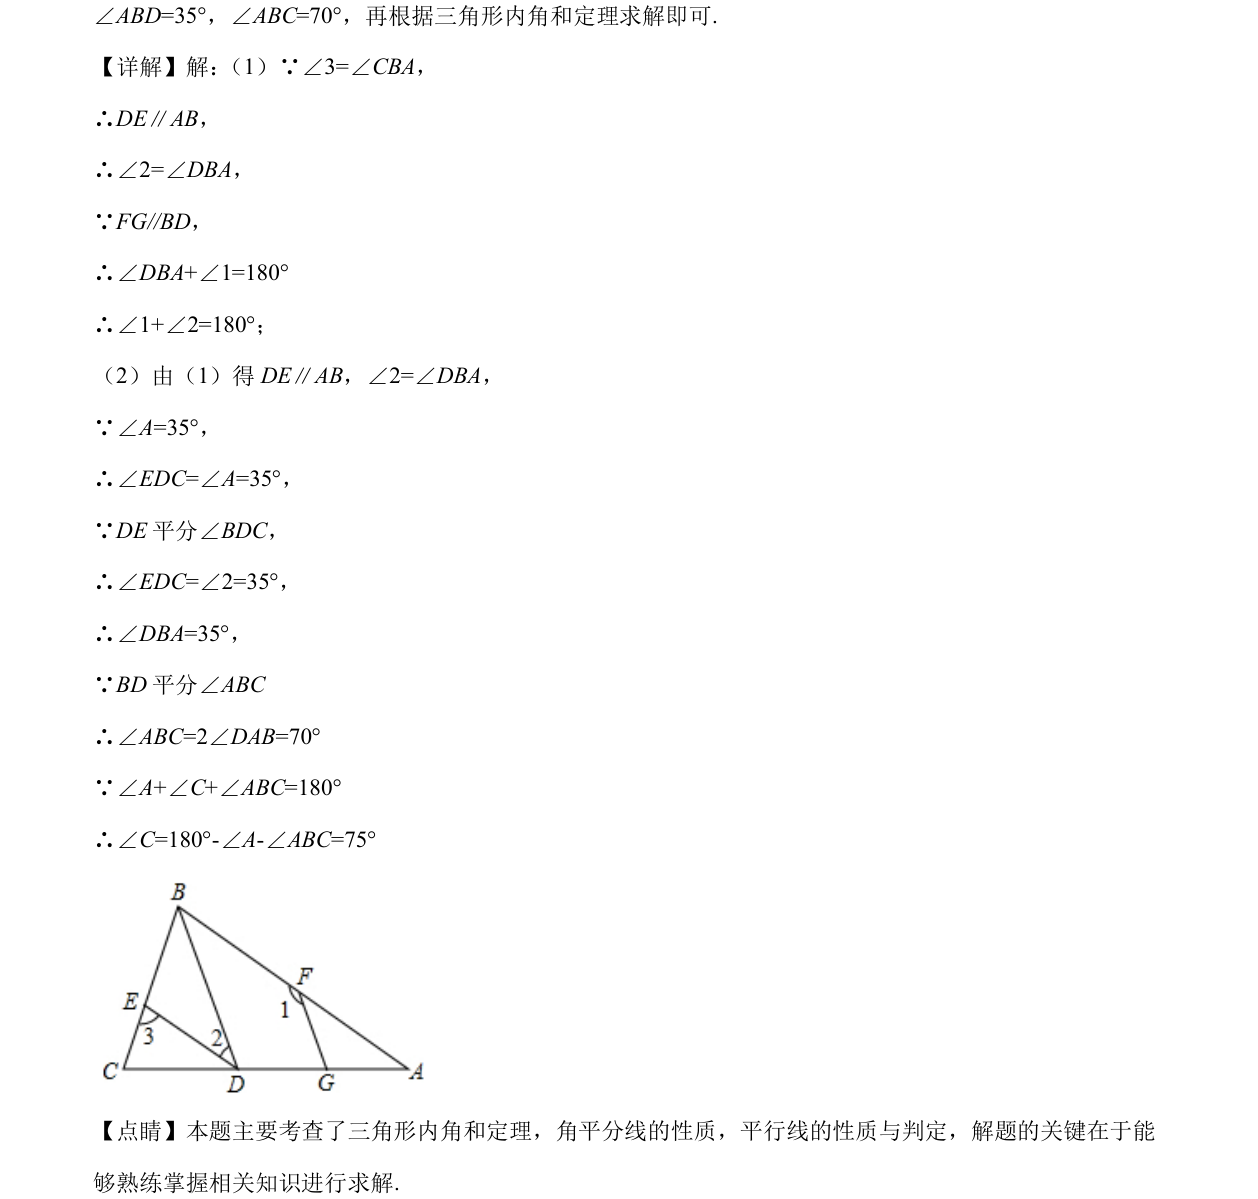 ∠ABD=35°，∠ABC=70°，再根据三角形内角和定理求解即可.
【详解】解：（1）∵∠3=∠CBA，
∴DE∥AB，
∴∠2=∠DBA，
∵FG//BD，
∴∠DBA+∠1=180°
∴∠1+∠2=180°；
（2）由（1）得 DE∥AB，∠2=∠DBA，
∵∠A=35°，
∴∠EDC=∠A=35°，
∵DE 平分∠BDC，
∴∠EDC=∠2=35°，
∴∠DBA=35°，
∵BD 平分∠ABC
∴∠ABC=2∠DAB=70°
∵∠A+∠C+∠ABC=180°
∴∠C=180°-∠A-∠ABC=75°
B
F
E
1
3
2
C
D
G
A
【点睛】本题主要考查了三角形内角和定理，角平分线的性质，平行线的性质与判定，解题的关键在于能
够熟练掌握相关知识进行求解.